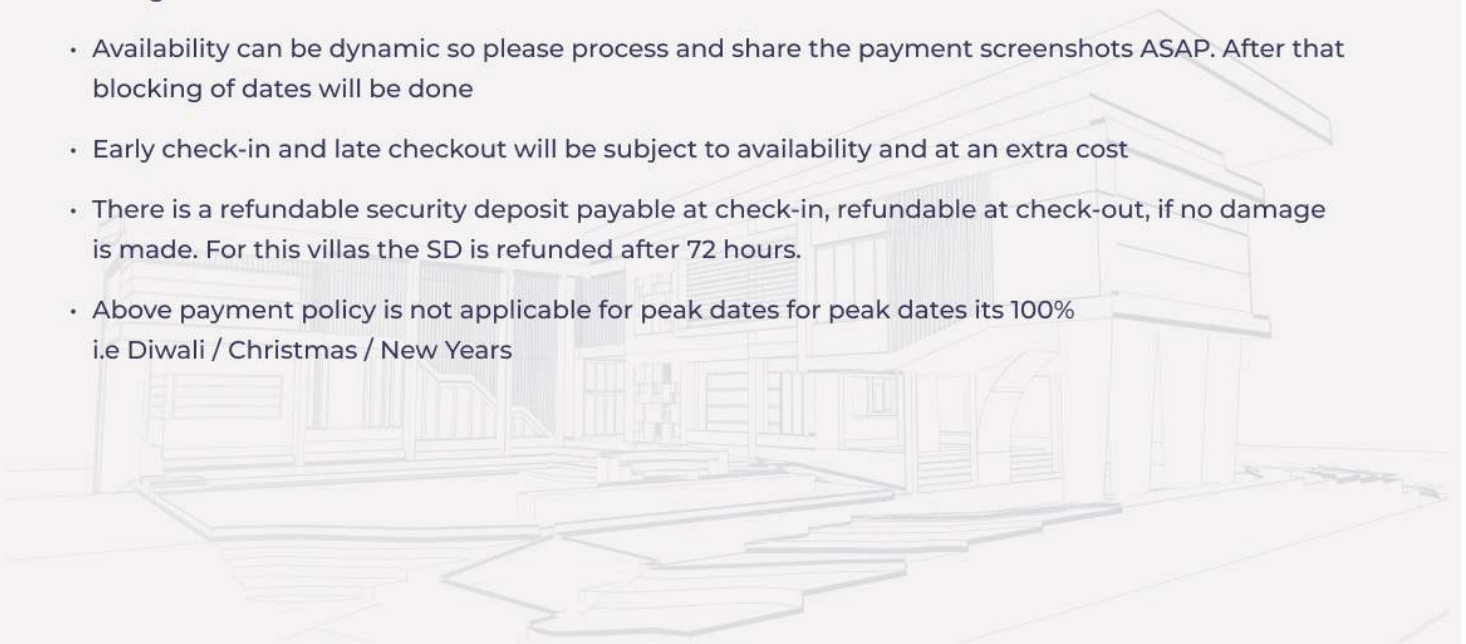 • Availability can be dynamic so please process and share the payment screenshots ASAP. After that
blocking of dates will be done
• Early check-in and late checkout will be subject to availability and at an extra cost
• There is a refundable security deposit payable at check-in, refundable at check-out, if no damage
is made. For this villas the SD is refunded after 72 hours.
• Above payment policy is not applicable for peak dates for peak dates its 100%
i.e Diwali / Christmas / New Years